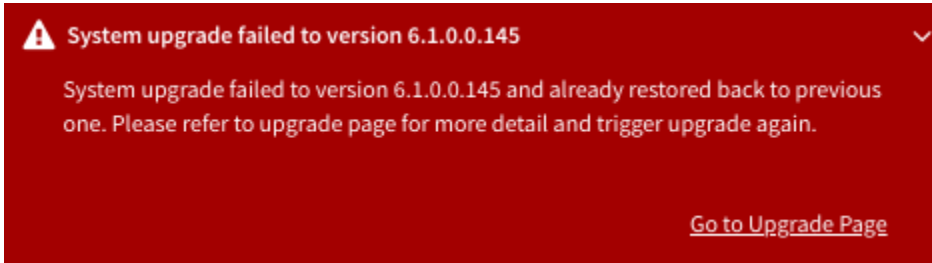 System upgrade failed to version 6.1.0.0.145
System upgrade failed to version 6.1.0.0.145 and already restored back to previous
one. Please refer to upgrade page for more detail and trigger upgrade again.
Go to Upgrade Page